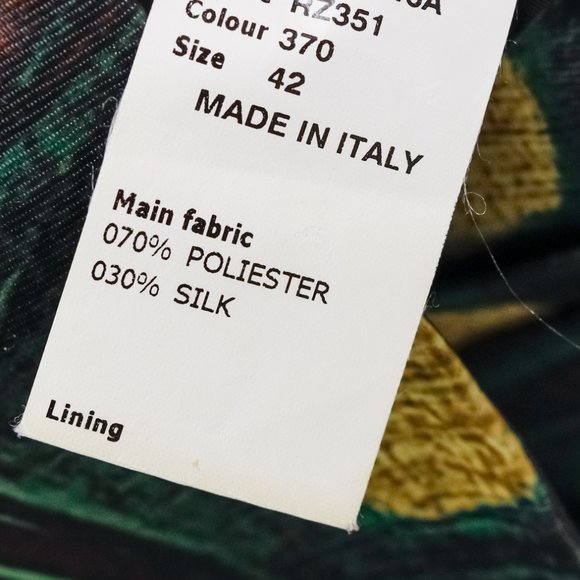 RZ351
Colour 370
Size 42
MADE IN ITALY
Main fabric
070% POLIESTER
030% SILK
Lining